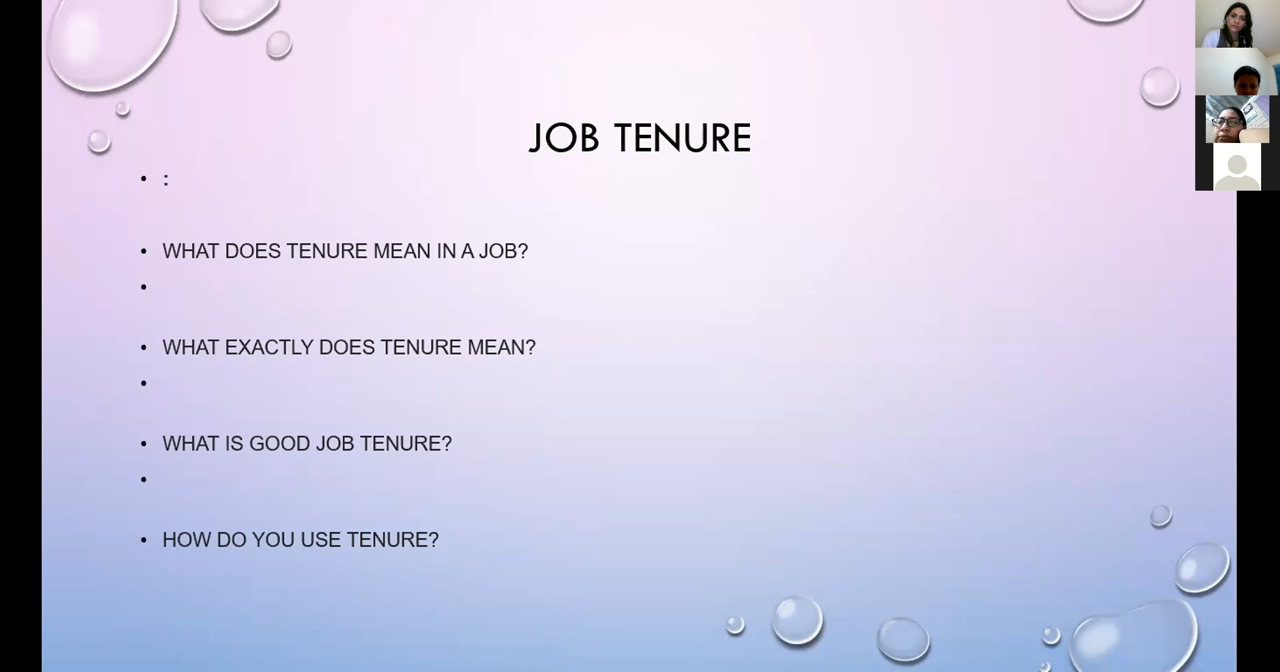 JOB TENURE
• :
• WHAT DOES TENURE MEAN IN A JOB?
•
• WHAT EXACTLY DOES TENURE MEAN?
•
• WHAT IS GOOD JOB TENURE?
•
• HOW DO YOU USE TENURE?